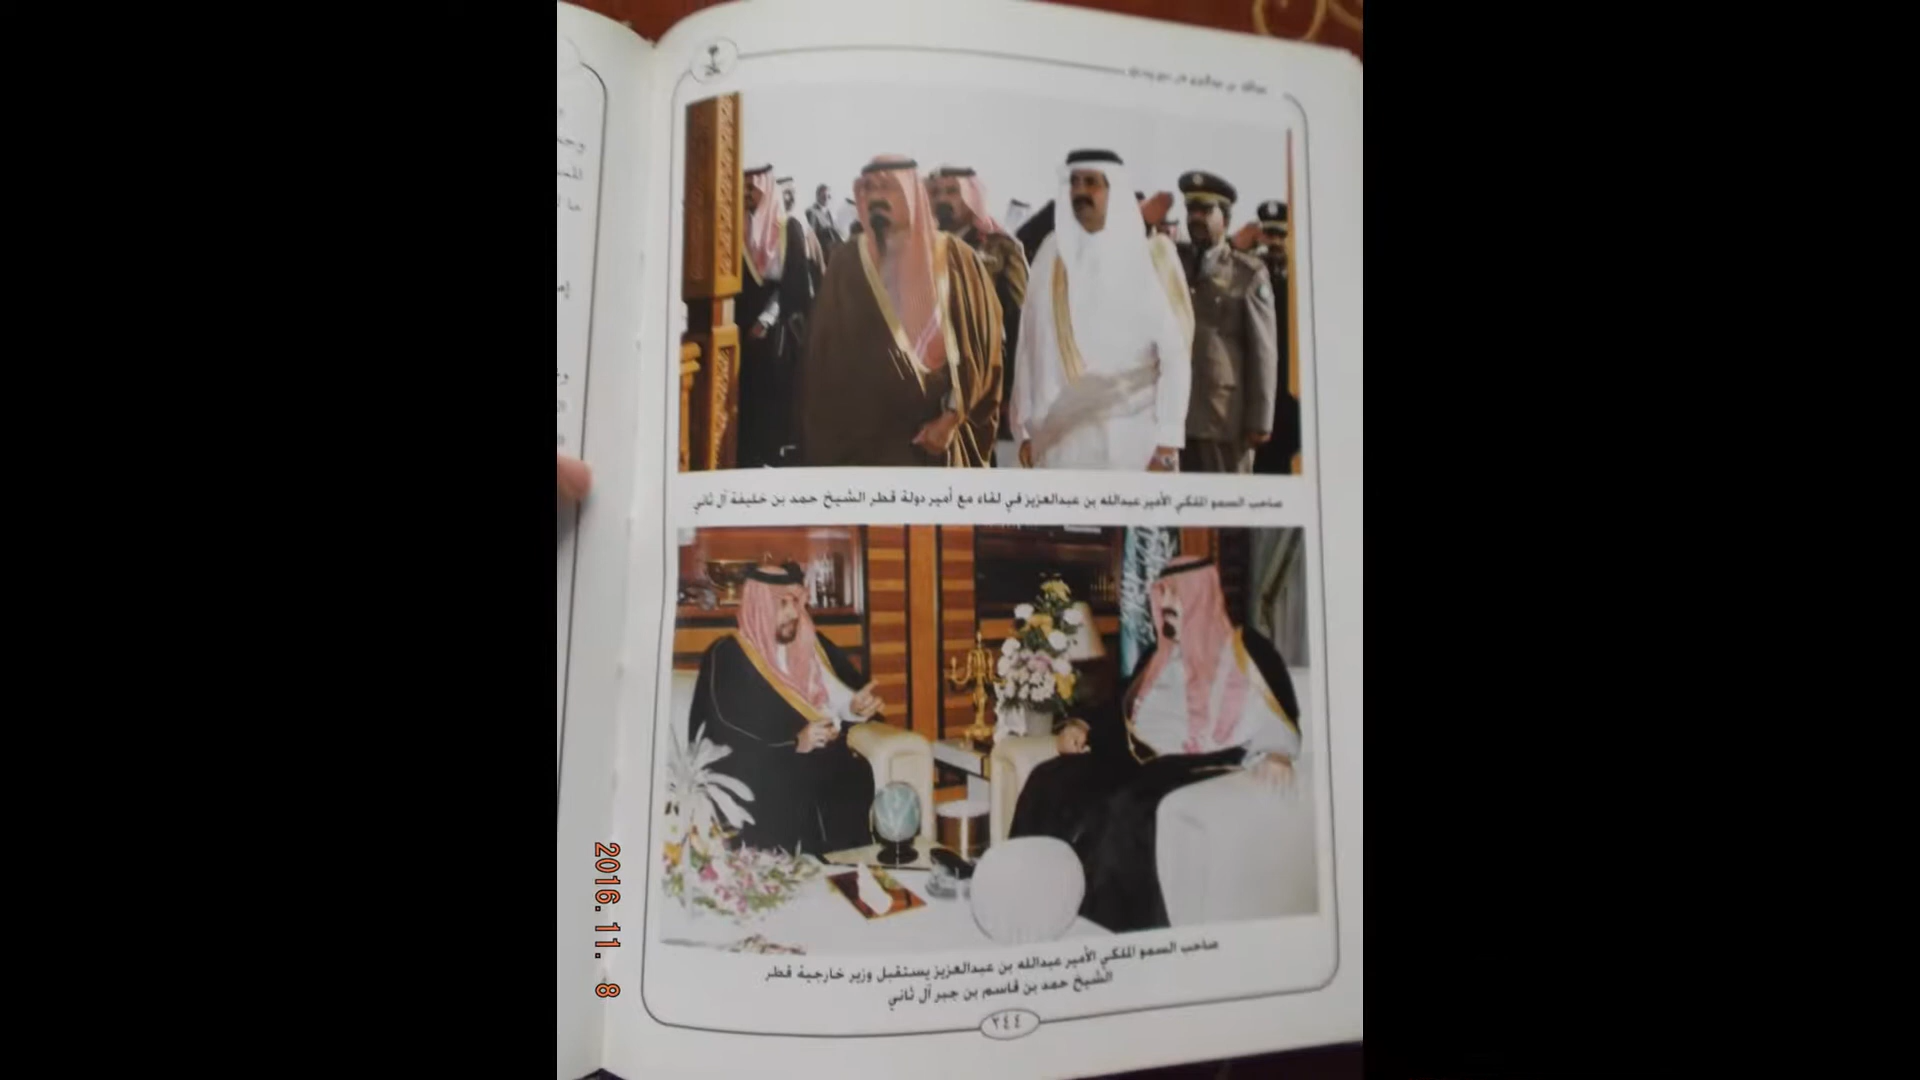 صاحب السمو الملكي الأمير عبدالله بن عبدالعزيز في لقاء مع أمير دولة قطر الشيخ حمد بن خليفة آل ثاني
صاحب السمو الملكي الأمير عبدالله بن عبدالعزيز يستقبل وزير خارجية قطر
الشيخ حمد بن قاسم بن جبر آل ثاني
٢٤٤
2016.11. 8